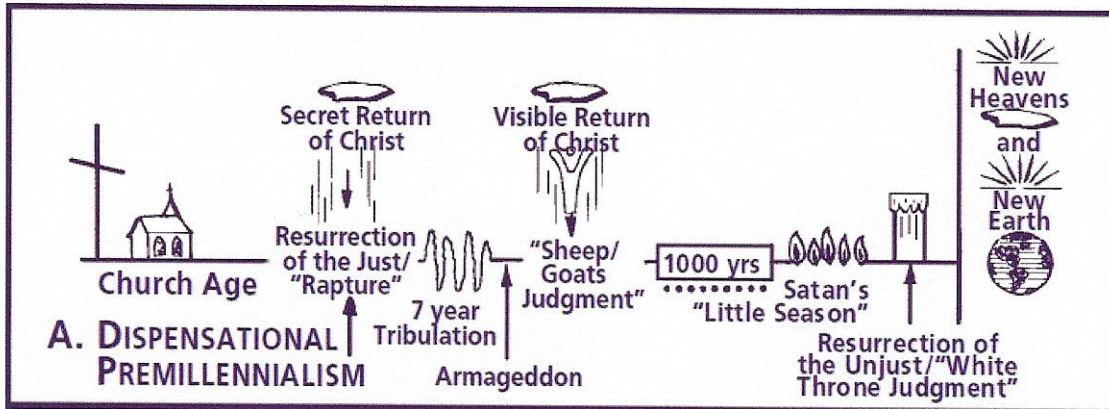 Church Age
Secret Return
of Christ
Resurrection
of the Just/
"Rapture"
7 year
Tribulation
Armageddon
Visible Return
of Christ
"Sheep/
Goats
Judgment"
1000 yrs
Satan's
"Little Season"
Resurrection of
the Unjust/"White
Throne Judgment"
New
Heavens
and
New
Earth
A. DISPENSATIONAL
PREMILLENNIALISM